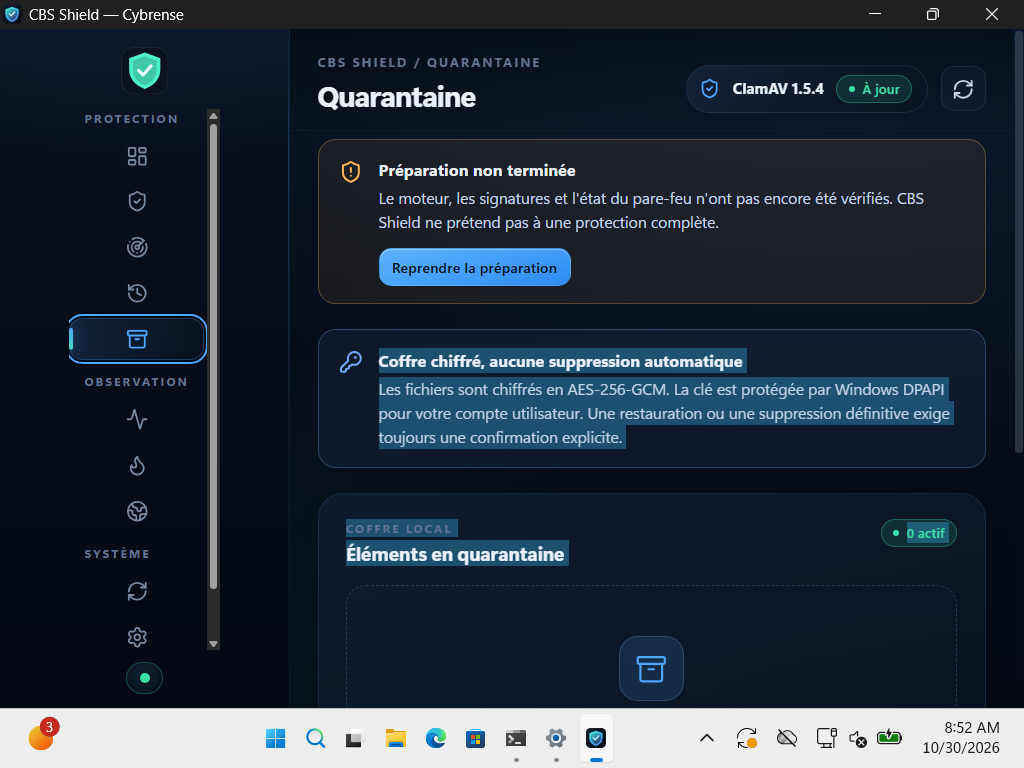 CBS Shield — Cybrense
PROTECTION
OBSERVATION
SYSTÈME
CBS SHIELD / QUARANTAINE
Quarantaine
ClamAV 1.5.4
À jour
Préparation non terminée
Le moteur, les signatures et l'état du pare-feu n'ont pas encore été vérifiés. CBS
Shield ne prétend pas à une protection complète.
Reprendre la préparation
Coffre chiffré, aucune suppression automatique
Les fichiers sont chiffrés en AES-256-GCM. La clé est protégée par Windows DPAPI
pour votre compte utilisateur. Une restauration ou une suppression définitive exige
toujours une confirmation explicite.
COFFRE LOCAL
Éléments en quarantaine
0 actif
3
8:52 AM
10/30/2026